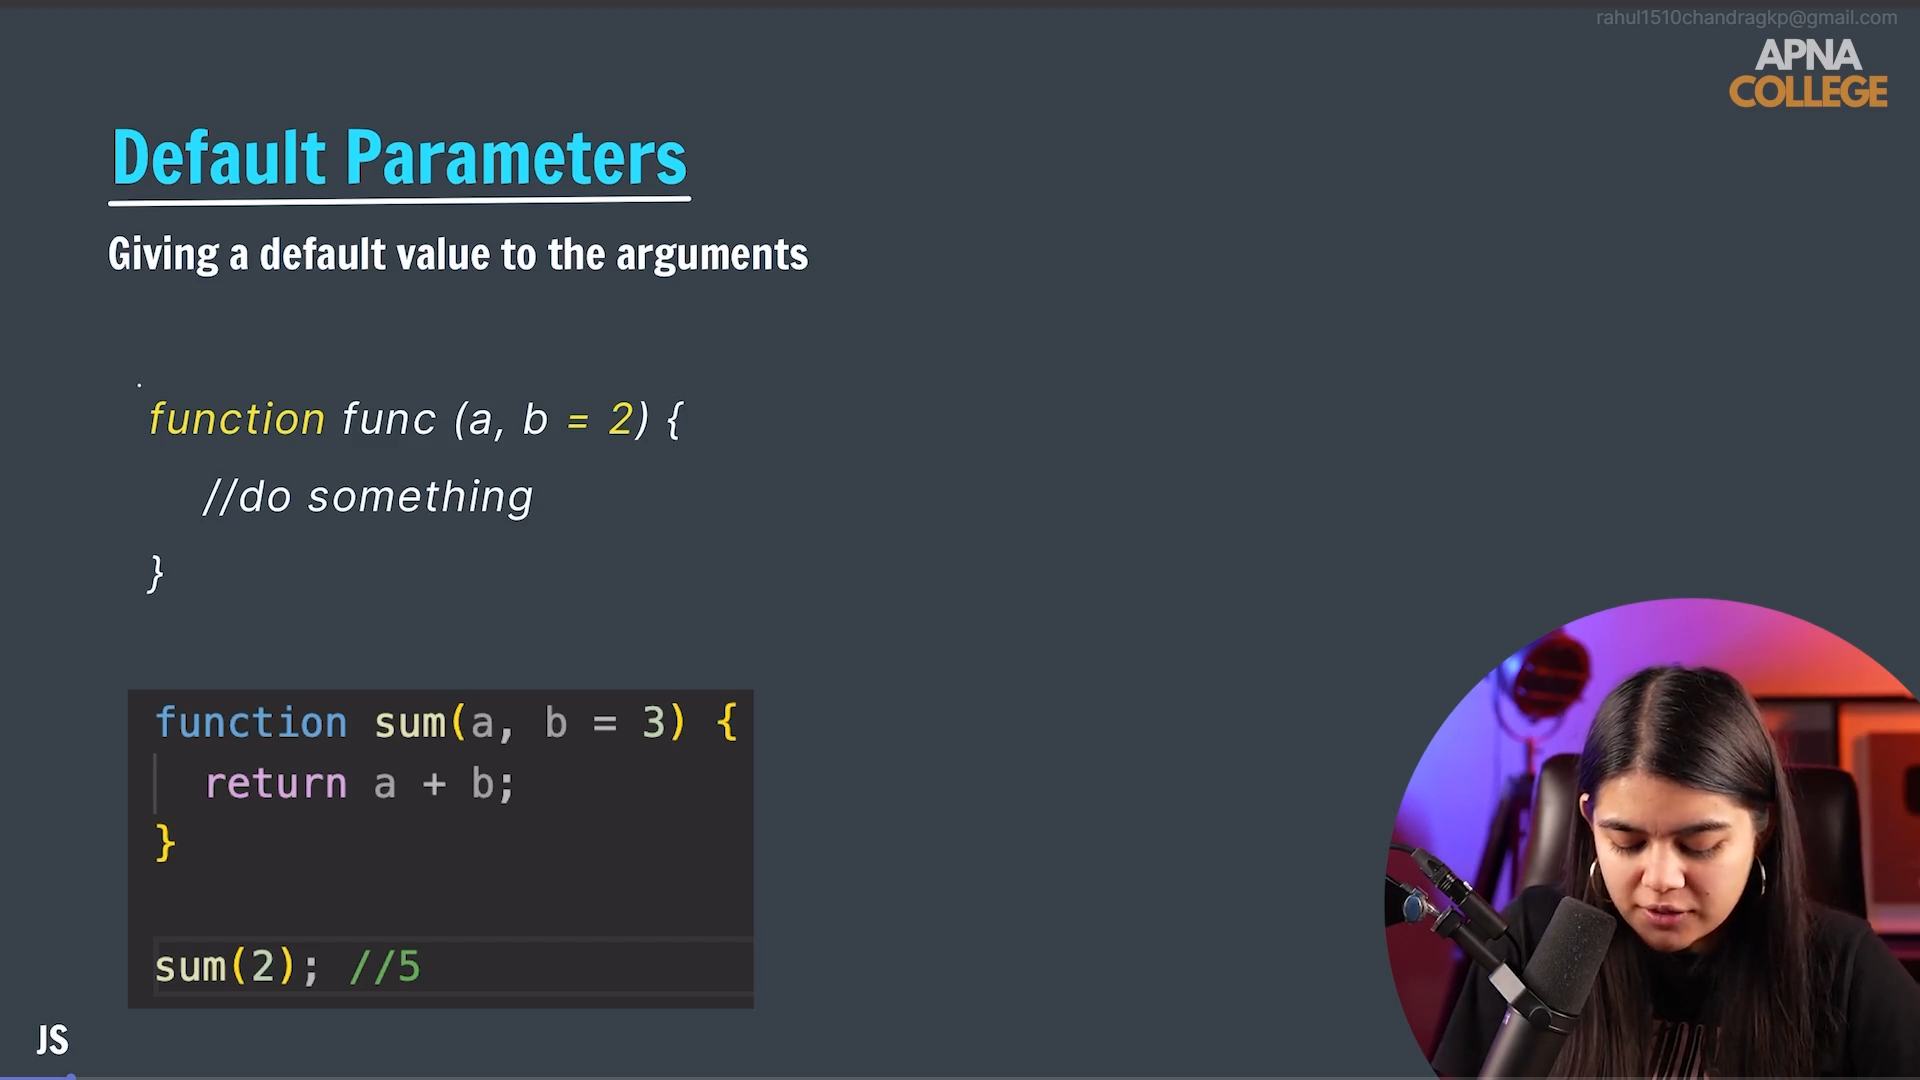 rahul1510chandragkp@gmail.com
APNA
COLLEGE
Default Parameters
Giving a default value to the arguments
function func (a, b = 2) {
//do something
}
function sum(a, b = 3) {
return a + b;
}
sum(2); //5
JS